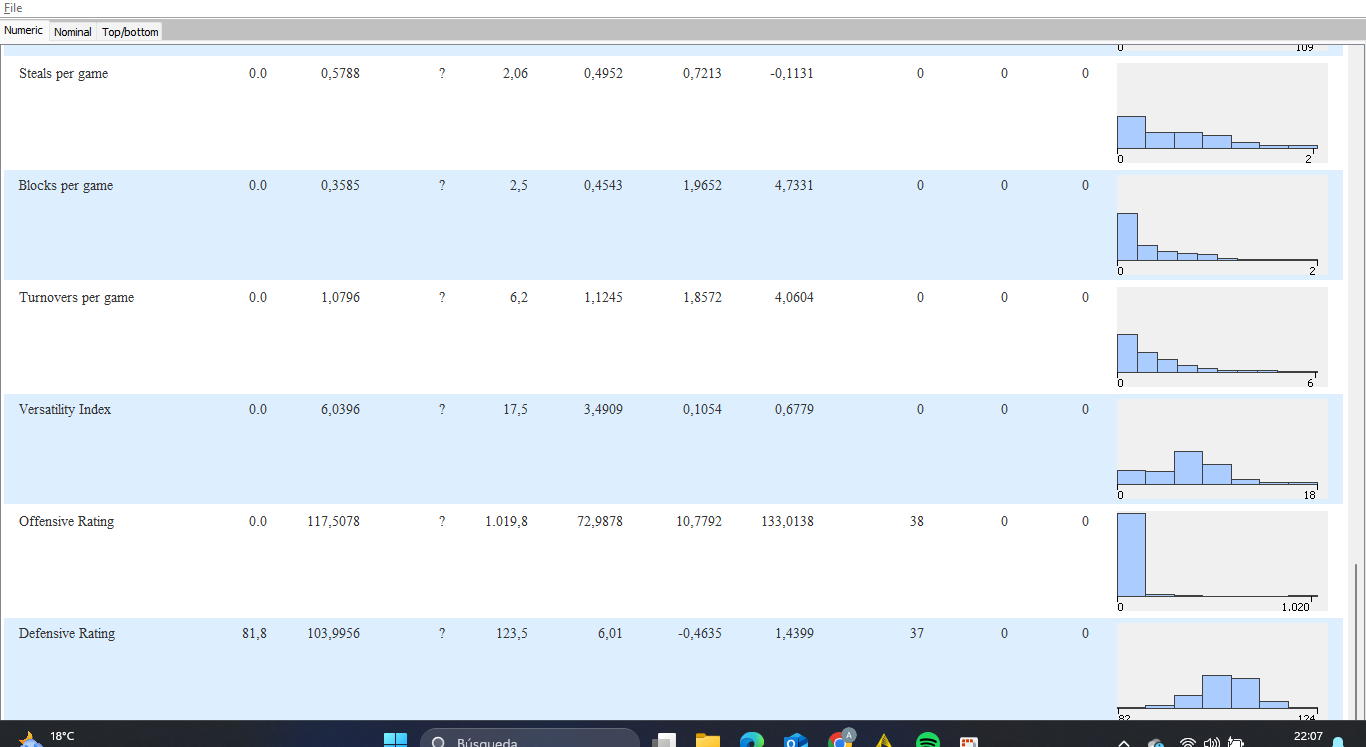 File
Numeric Nominal Top/bottom
0 109
Steals per game 0.0 0,5788 ? 2,06 0,4952 0,7213 -0,1131 0 0 0
0 2
Blocks per game 0.0 0,3585 ? 2,5 0,4543 1,9652 4,7331 0 0 0
0 2
Turnovers per game 0.0 1,0796 ? 6,2 1,1245 1,8572 4,0604 0 0 0
0 6
Versatility Index 0.0 6,0396 ? 17,5 3,4909 0,1054 0,6779 0 0 0
0 18
Offensive Rating 0.0 117,5078 ? 1.019,8 72,9878 10,7792 133,0138 38 0 0
0 1.020
Defensive Rating 81,8 103,9956 ? 123,5 6,01 -0,4635 1,4399 37 0 0
82 124
18°C Búsqueda A 22:07